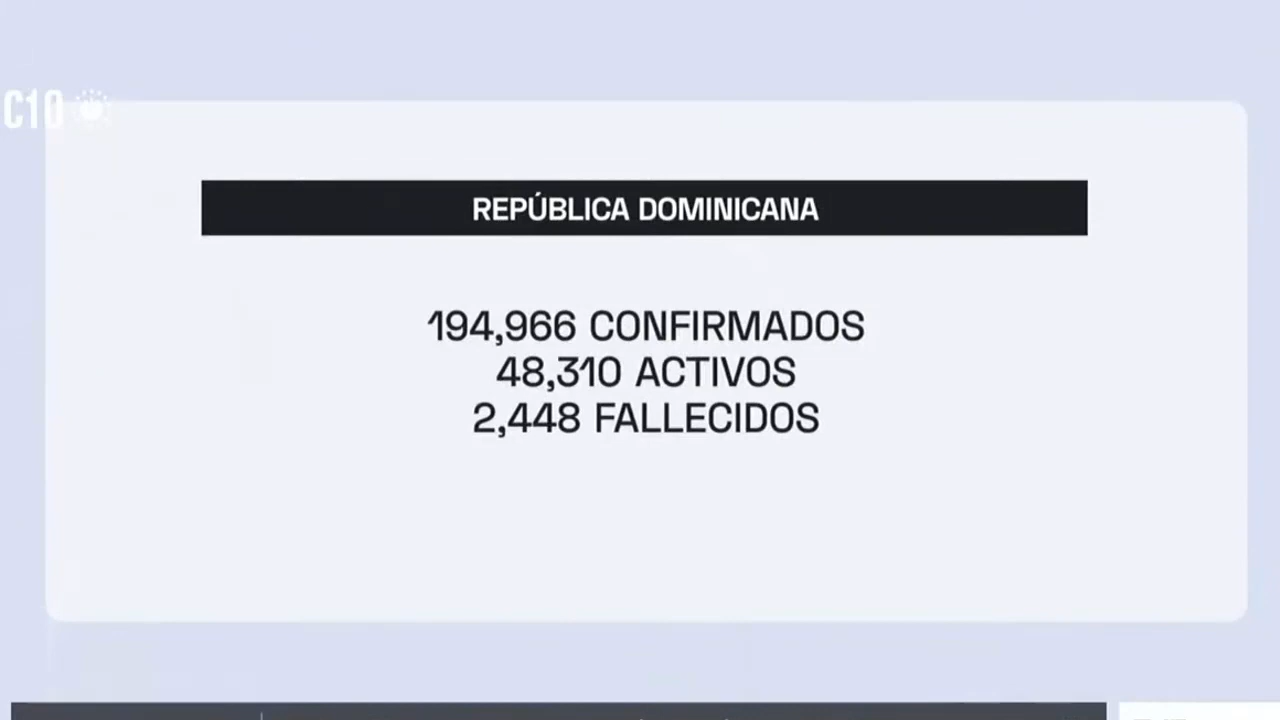 C10
REPÚBLICA DOMINICANA
194,966 CONFIRMADOS
48,310 ACTIVOS
2,448 FALLECIDOS